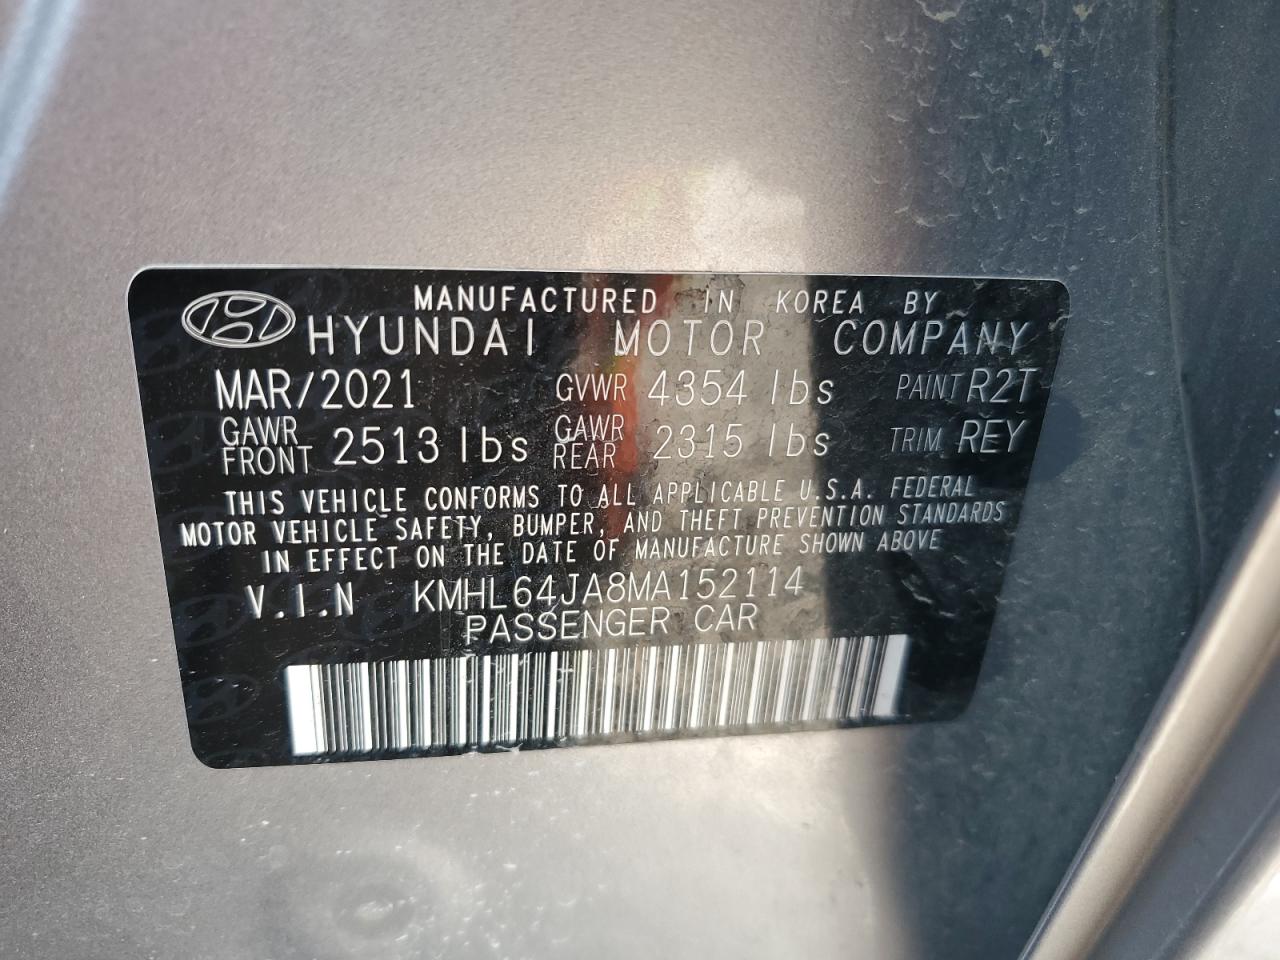 MANUFACTURED IN KOREA BY
HYUNDAI MOTOR COMPANY
MAR/2021 GVWR 4354 lbs PAINT R2T
GAWR FRONT 2513 lbs GAWR REAR 2315 lbs TRIM REY
THIS VEHICLE CONFORMS TO ALL APPLICABLE U.S.A. FEDERAL
MOTOR VEHICLE SAFETY, BUMPER, AND THEFT PREVENTION STANDARDS
IN EFFECT ON THE DATE OF MANUFACTURE SHOWN ABOVE
V.I.N KMHL64JA8MA152114
PASSENGER CAR